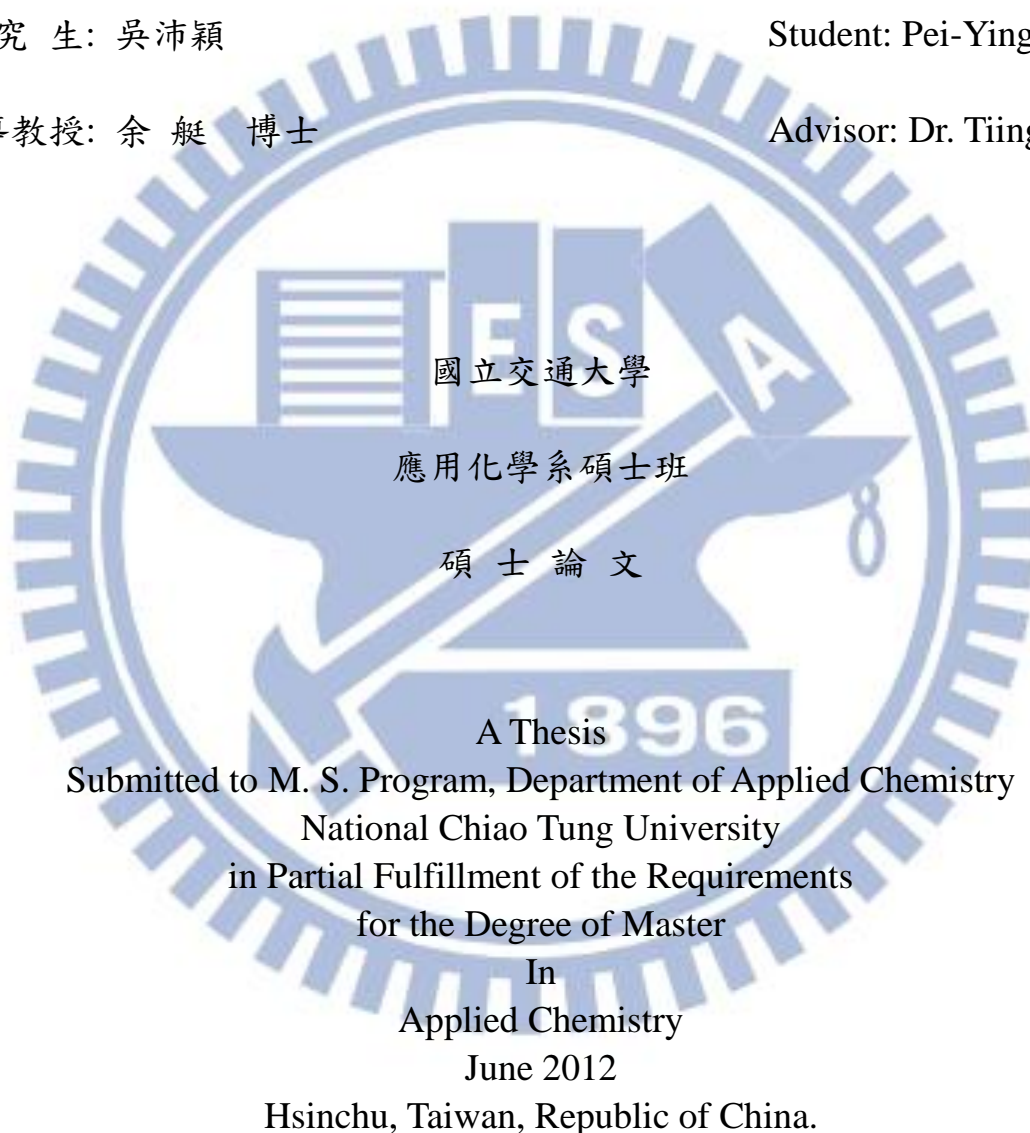 究 生: 吳沛穎 Student: Pei-Ying
教授: 余 艇 博士 Advisor: Dr. Tiing
E S A
國立交通大學
應用化學系碩士班
碩 士 論 文
1896
A Thesis
Submitted to M. S. Program, Department of Applied Chemistry
National Chiao Tung University
in Partial Fulfillment of the Requirements
for the Degree of Master
In
Applied Chemistry
June 2012
Hsinchu, Taiwan, Republic of China.